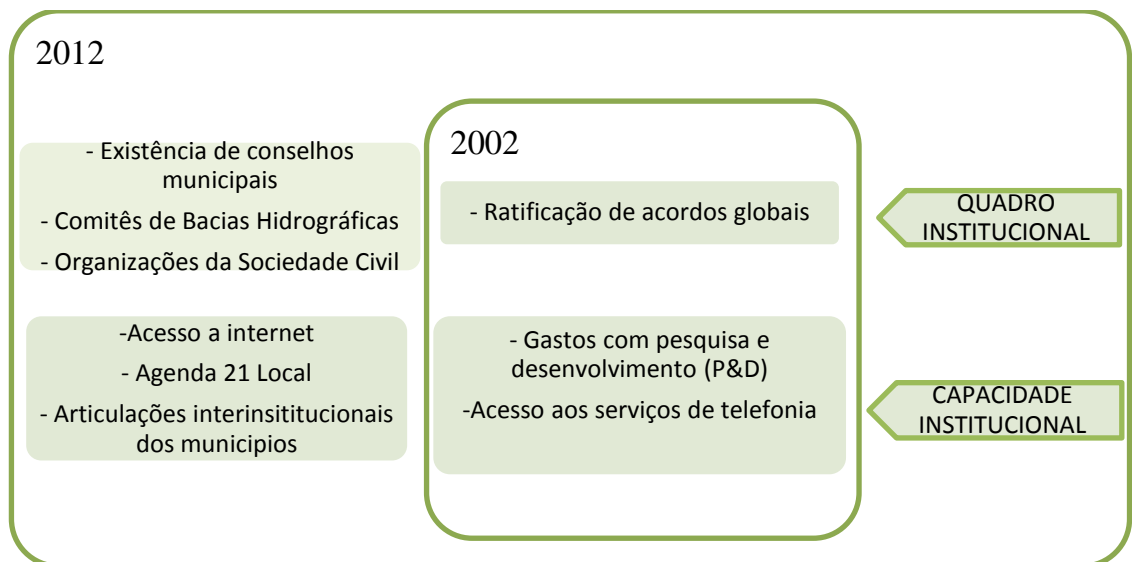 2012
- Existência de conselhos
municipais
- Comitês de Bacias Hidrográficas
- Organizações da Sociedade Civil
-Acesso a internet
- Agenda 21 Local
- Articulações interinsititucionais
dos municipios
2002
- Ratificação de acordos globais
- Gastos com pesquisa e
desenvolvimento (P&D)
-Acesso aos serviços de telefonia
QUADRO
INSTITUCIONAL
CAPACIDADE
INSTITUCIONAL